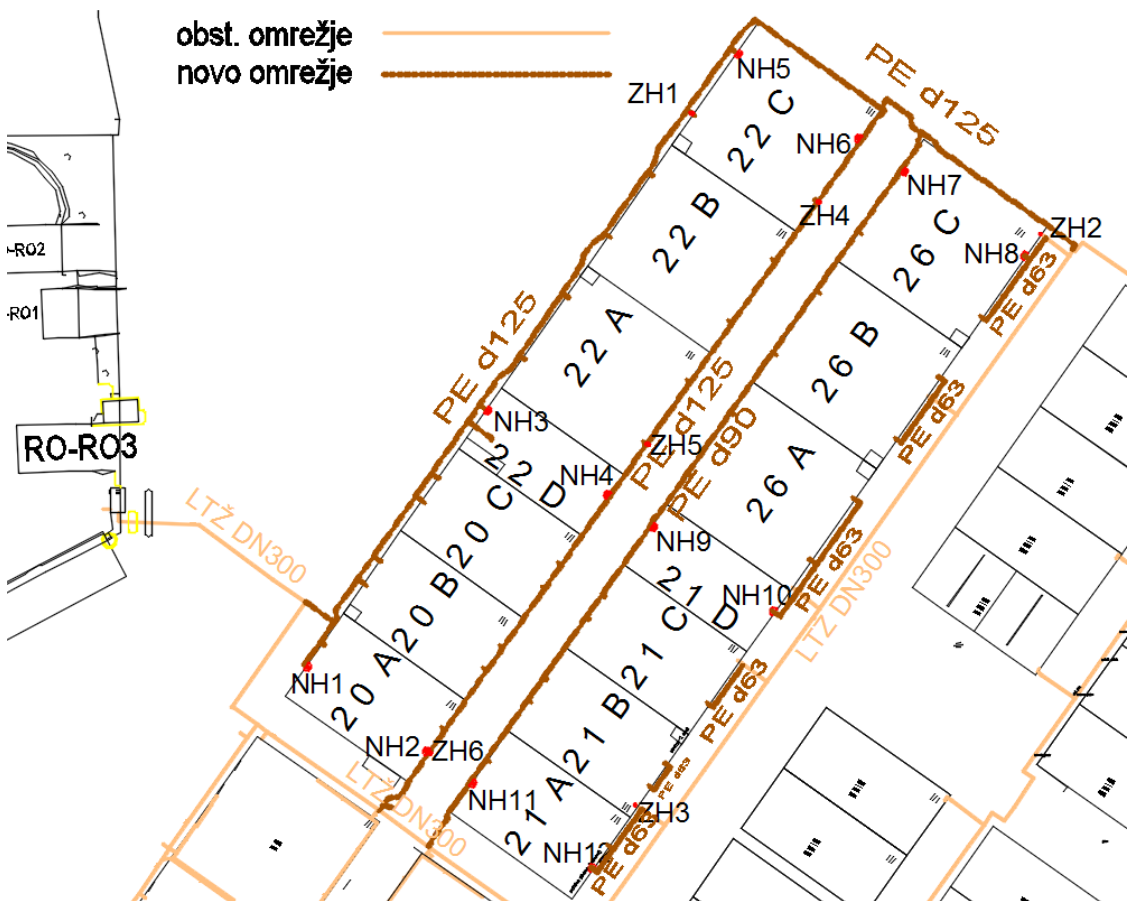 obst. omrežje
novo omrežje
PE d125
NH5
ZH1
22 C
NH6
NH7
ZH4
22 B
26 C
ZH2
NH8
-RO2
-RO1
PE d63
22 A
26 B
PE d125
PE d125
PE d63
NH3
RO-RO3
22 D
NH4
ZH5
PE d90
26 A
LTŽ DN300
20 C
NH9
PE d63
21 D
NH10
LTŽ DN300
20 B
21 C
NH1
20 A
PE d63
21 B
NH2
ZH6
LTŽ DN300
NH11
PE d63
21 A
ZH3
NH12
PE d63